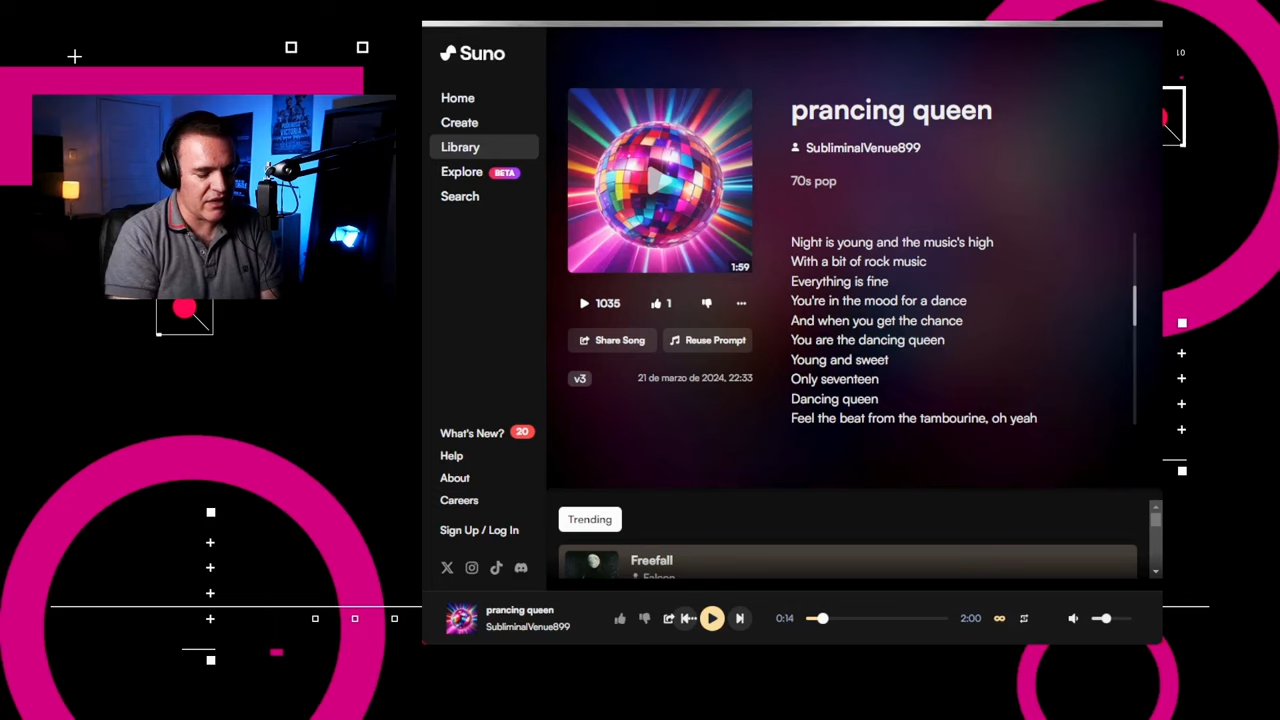 Suno
Home
Create
Library
Explore BETA
Search
What's New? 20
Help
About
Careers
Sign Up / Log In
1:59
1035
1
Share Song
Reuse Prompt
v3
21 de marzo de 2024, 22:33
prancing queen
SubliminalVenue899
70s pop
Night is young and the music's high
With a bit of rock music
Everything is fine
You're in the mood for a dance
And when you get the chance
You are the dancing queen
Young and sweet
Only seventeen
Dancing queen
Feel the beat from the tambourine, oh yeah
Trending
Freefall
Falcon
prancing queen
SubliminalVenue899
0:14
2:00
10